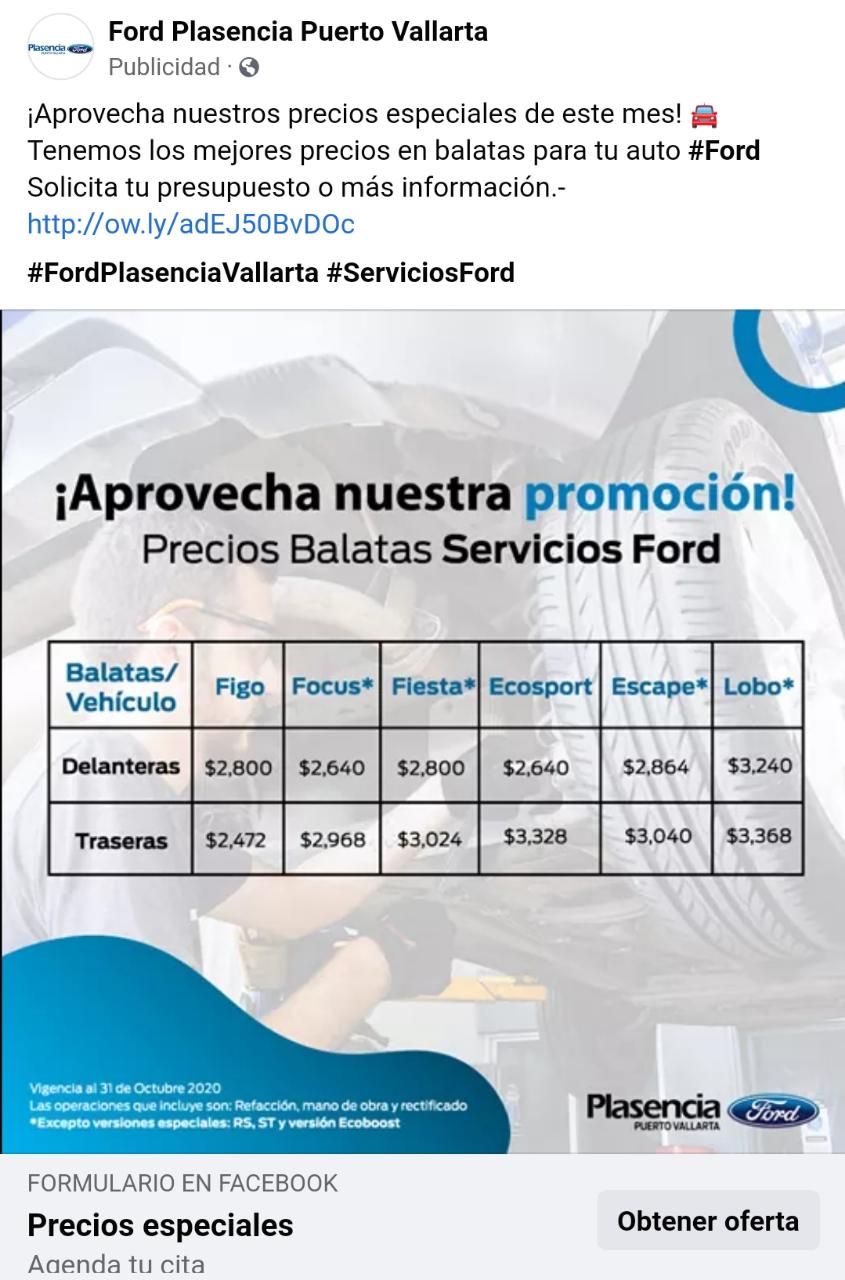 Ford Plasencia Puerto Vallarta
Plasencia Ford
Publicidad ·
¡Aprovecha nuestros precios especiales de este mes! 🚘
Tenemos los mejores precios en balatas para tu auto #Ford
Solicita tu presupuesto o más información.-
http://ow.ly/adEJ50BvDOc
#FordPlasenciaVallarta #ServiciosFord
¡Aprovecha nuestra promoción!
Precios Balatas Servicios Ford
Balatas/ Vehículo Figo Focus* Fiesta* Ecosport Escape* Lobo*
Delanteras $2,800 $2,640 $2,800 $2,640 $2,864 $3,240
Traseras $2,472 $2,968 $3,024 $3,328 $3,040 $3,368
Vigencia al 31 de Octubre 2020
Las operaciones que incluye son: Refacción, mano de obra y rectificado
*Excepto versiones especiales: RS, ST y versión Ecoboost
Plasencia Ford
PUERTO VALLARTA
FORMULARIO EN FACEBOOK
Precios especiales
Obtener oferta
Agenda tu cita